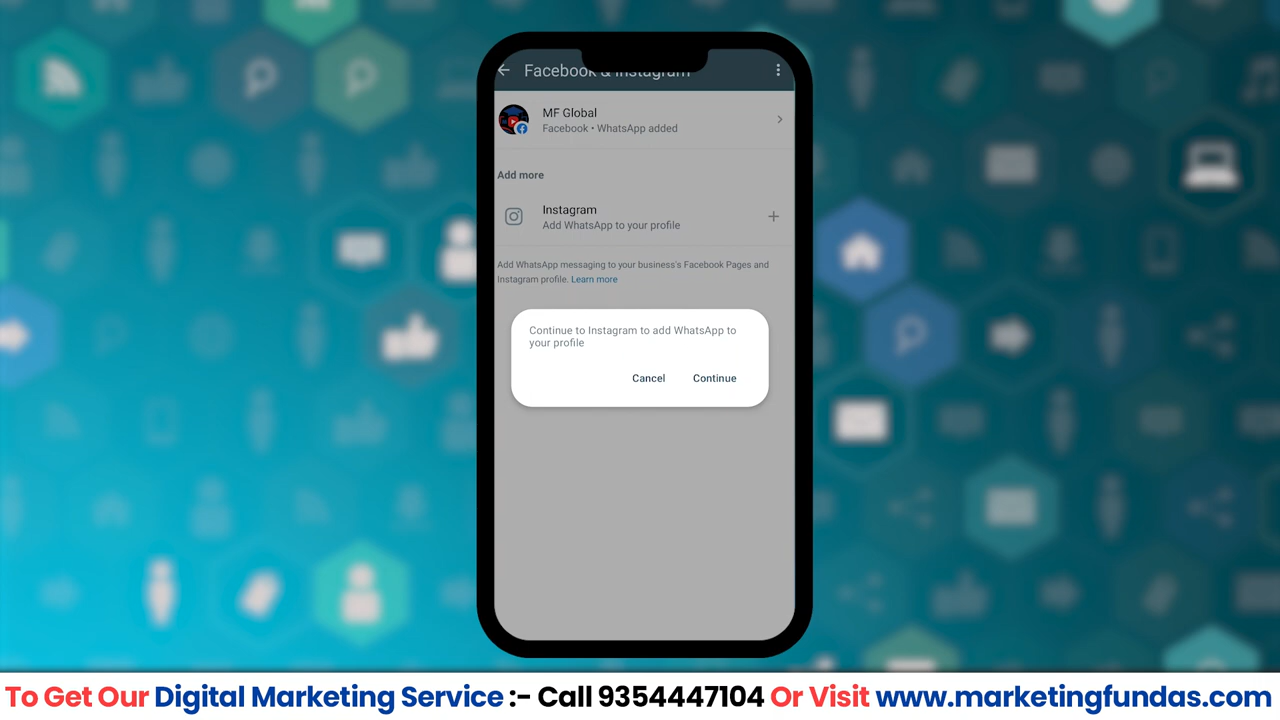 Facebook & Instagram
MF Global
Facebook • WhatsApp added
Add more
Instagram
Add WhatsApp to your profile
Add WhatsApp messaging to your business's Facebook Pages and
Instagram profile. Learn more
Continue to Instagram to add WhatsApp to
your profile
Cancel Continue
To Get Our Digital Marketing Service :- Call 9354447104 Or Visit www.marketingfundas.com